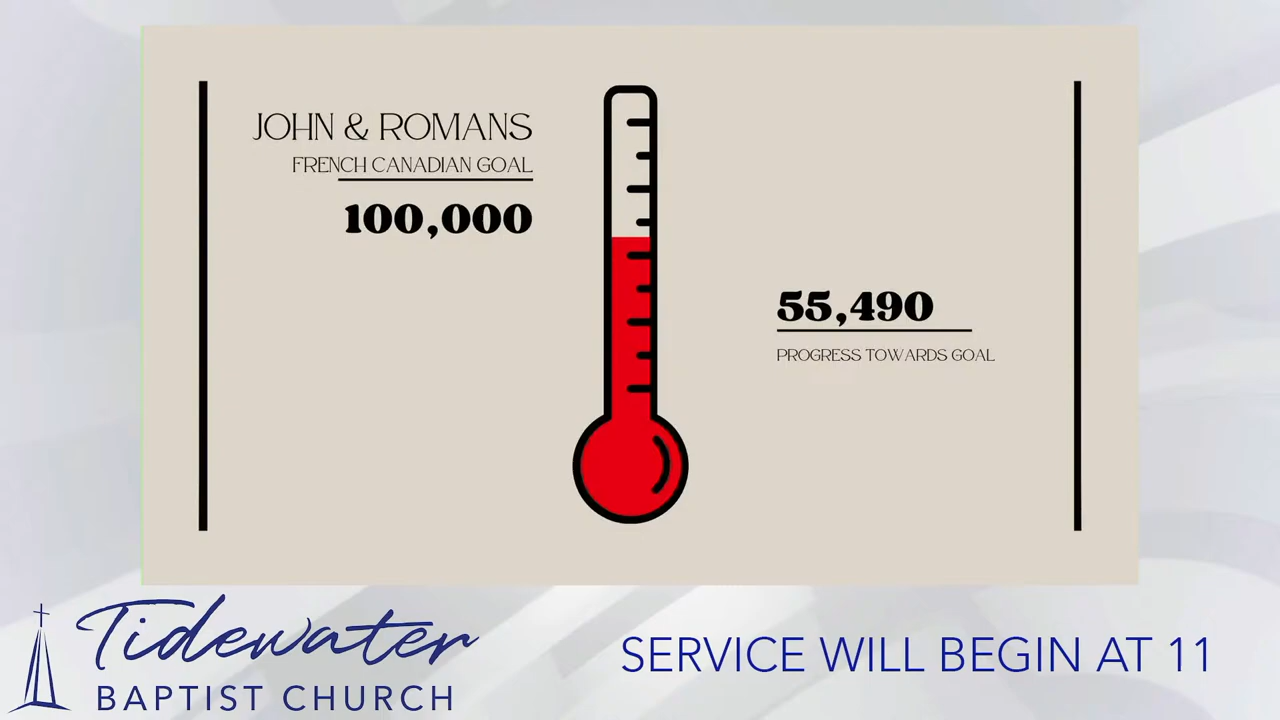 JOHN & ROMANS
FRENCH CANADIAN GOAL
100,000
55,490
PROGRESS TOWARDS GOAL
Tidewater
BAPTIST CHURCH
SERVICE WILL BEGIN AT 11